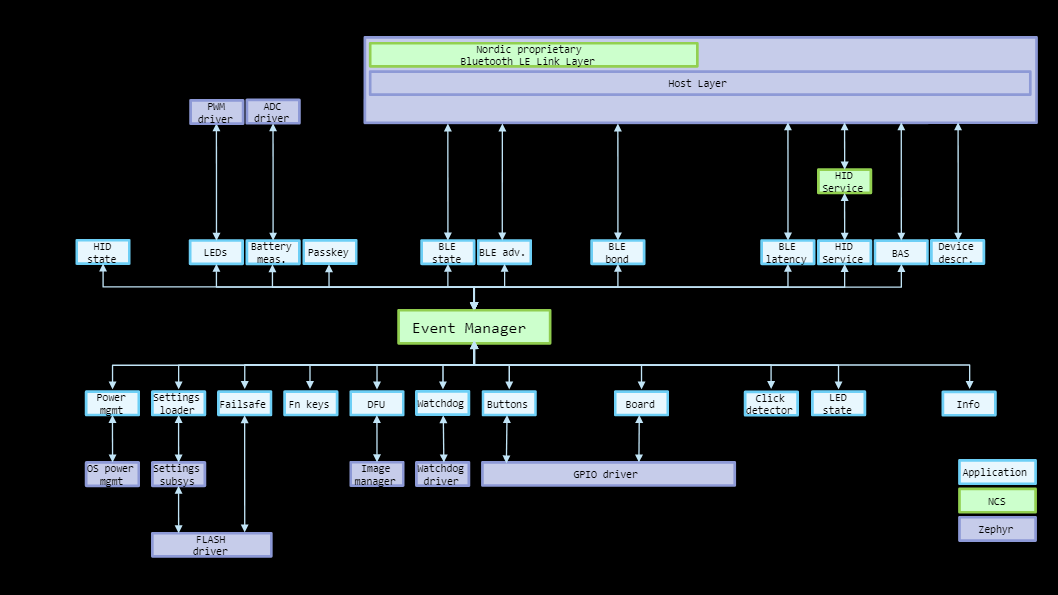 Nordic proprietary
Bluetooth LE Link Layer
Host Layer
PWM
driver
ADC
driver
HID
Service
HID
state
LEDs
Battery
meas.
Passkey
BLE
state
BLE adv.
BLE
bond
BLE
latency
HID
Service
BAS
Device
descr.
Event Manager
Power
mgmt
Settings
loader
Failsafe
Fn keys
DFU
Watchdog
Buttons
Board
Click
detector
LED
state
Info
OS power
mgmt
Settings
subsys
Image
manager
Watchdog
driver
GPIO driver
Application
NCS
Zephyr
FLASH
driver